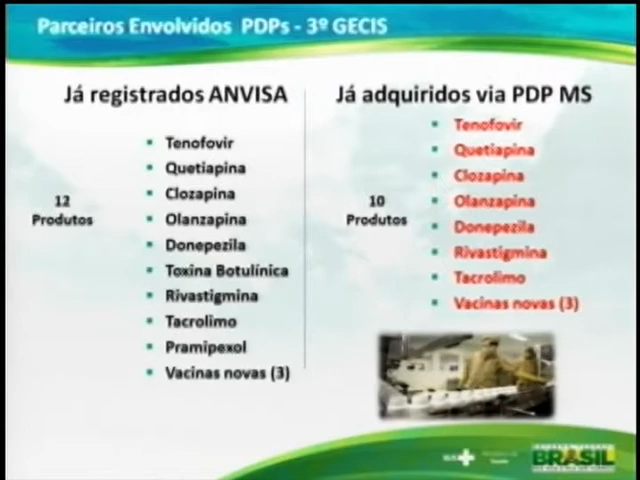 Parceiros Envolvidos PDPs - 3º GECIS
Já registrados ANVISA
12
Produtos
Tenofovir
Quetiapina
Clozapina
Olanzapina
Donepezila
Toxina Botulínica
Rivastigmina
Tacrolimo
Pramipexol
Vacinas novas (3)
Já adquiridos via PDP MS
10
Produtos
Tenofovir
Quetiapina
Clozapina
Olanzapina
Donepezila
Rivastigmina
Tacrolimo
Vacinas novas (3)
SUS
BRASIL